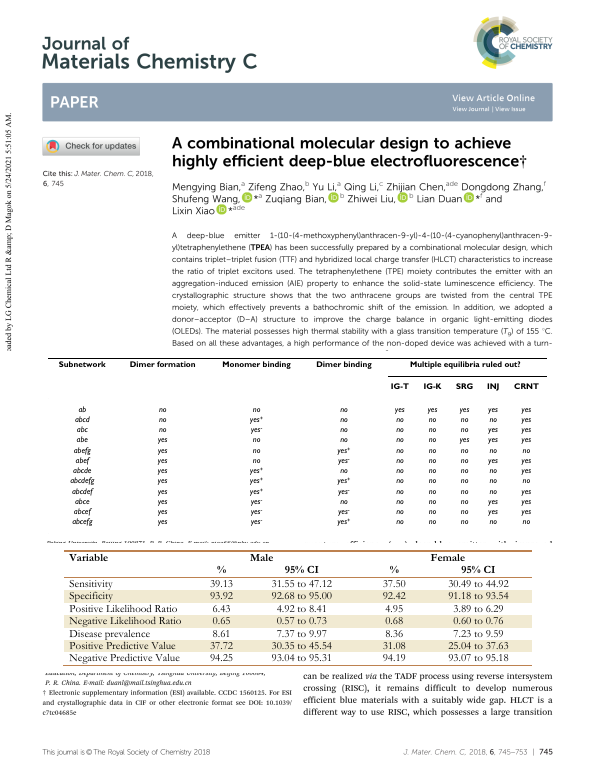 Journal of
Materials Chemistry C
ROYAL SOCIETY
OF CHEMISTRY
PAPER
View Article Online
View Journal | View Issue
Check for updates
Cite this: J. Mater. Chem. C, 2018,
6, 745
A combinational molecular design to achieve
highly efficient deep-blue electrofluorescence†
Mengying Bian,a Zifeng Zhao,b Yu Li,a Qing Li,c Zhijian Chen,ade Dongdong Zhang,f
Shufeng Wang, *a Zuqiang Bian, b Zhiwei Liu, b Lian Duan *f and
Lixin Xiao *ade
A deep-blue emitter 1-(10-(4-methoxyphenyl)anthracen-9-yl)-4-(10-(4-cyanophenyl)anthracen-9-
yl)tetraphenylethene (TPEA) has been successfully prepared by a combinational molecular design, which
contains triplet–triplet fusion (TTF) and hybridized local charge transfer (HLCT) characteristics to increase
the ratio of triplet excitons used. The tetraphenylethene (TPE) moiety contributes the emitter with an
aggregation-induced emission (AIE) property to enhance the solid-state luminescence efficiency. The
crystallographic structure shows that the two anthracene groups are twisted from the central TPE
moiety, which effectively prevents a bathochromic shift of the emission. In addition, we adopted a
donor–acceptor (D–A) structure to improve the charge balance in organic light-emitting diodes
(OLEDs). The material possesses high thermal stability with a glass transition temperature (Tg) of 155 °C.
Based on all these advantages, a high performance of the non-doped device was achieved with a turn-
Subnetwork Dimer formation Monomer binding Dimer binding Multiple equilibria ruled out?
IG-T IG-K SRG INJ CRNT
ab no no no yes yes yes yes yes
abcd no yes+ no no no no no yes
abc no yes- no no no no yes yes
abe yes no no no no yes yes yes
abefg yes no yes+ no no no no no
abef yes no yes- no no no yes yes
abcde yes yes+ no no no no no yes
abcdefg yes yes+ yes+ no no no no no
abcdef yes yes+ yes- no no no no yes
abce yes yes- no no no no yes yes
abcef yes yes- yes- no no no yes yes
abcefg yes yes- yes+ no no no no no
Variable Male Female
% 95% CI % 95% CI
Sensitivity 39.13 31.55 to 47.12 37.50 30.49 to 44.92
Specificity 93.92 92.68 to 95.00 92.42 91.18 to 93.54
Positive Likelihood Ratio 6.43 4.92 to 8.41 4.95 3.89 to 6.29
Negative Likelihood Ratio 0.65 0.57 to 0.73 0.68 0.60 to 0.76
Disease prevalence 8.61 7.37 to 9.97 8.36 7.23 to 9.59
Positive Predictive Value 37.72 30.35 to 45.54 31.08 25.04 to 37.63
Negative Predictive Value 94.25 93.04 to 95.31 94.19 93.07 to 95.18
Education, Department of Chemistry, Tsinghua University, Beijing 100084,
P. R. China. E-mail: duanl@mail.tsinghua.edu.cn
† Electronic supplementary information (ESI) available. CCDC 1560125. For ESI
and crystallographic data in CIF or other electronic format see DOI: 10.1039/
c7tc04685e
can be realized via the TADF process using reverse intersystem
crossing (RISC), it remains difficult to develop numerous
efficient blue materials with a suitably wide gap. HLCT is a
different way to use RISC, which possesses a large transition
This journal is © The Royal Society of Chemistry 2018
J. Mater. Chem. C, 2018, 6, 745–753 | 745
aded by LG Chemical Ltd R &amp; D Magok on 5/24/2021 5:51:05 AM.